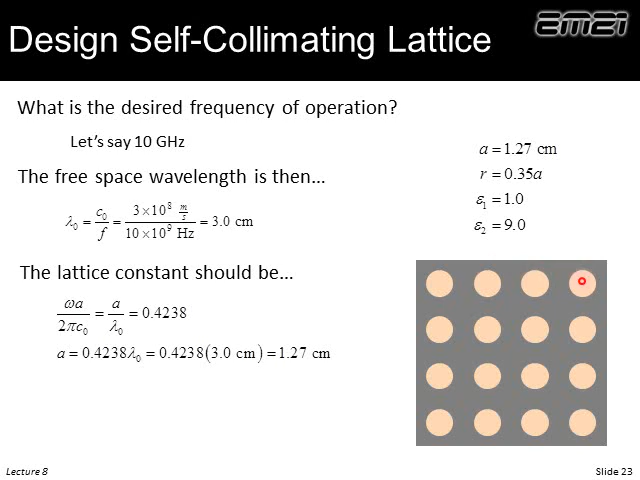 Design Self-Collimating Lattice
EM21
What is the desired frequency of operation?
Let's say 10 GHz
The free space wavelength is then...
λ₀ = c₀/f = (3×10⁸ m/s)/(10×10⁹ Hz) = 3.0 cm
The lattice constant should be...
ωa/2πc₀ = a/λ₀ = 0.4238
a = 0.4238λ₀ = 0.4238(3.0 cm) = 1.27 cm
a = 1.27 cm
r = 0.35a
ε₁ = 1.0
ε₂ = 9.0
Lecture 8
Slide 23